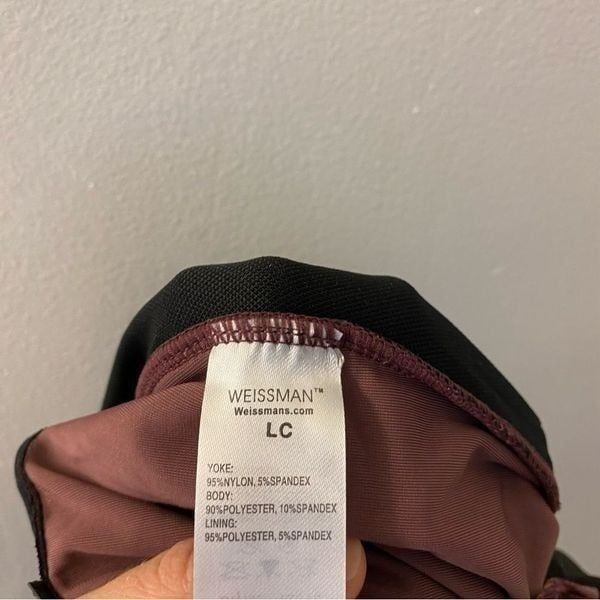 WEISSMAN™
Weissmans.com
LC
YOKE:
95%NYLON, 5%SPANDEX
BODY:
90%POLYESTER, 10%SPANDEX
LINING:
95%POLYESTER, 5%SPANDEX